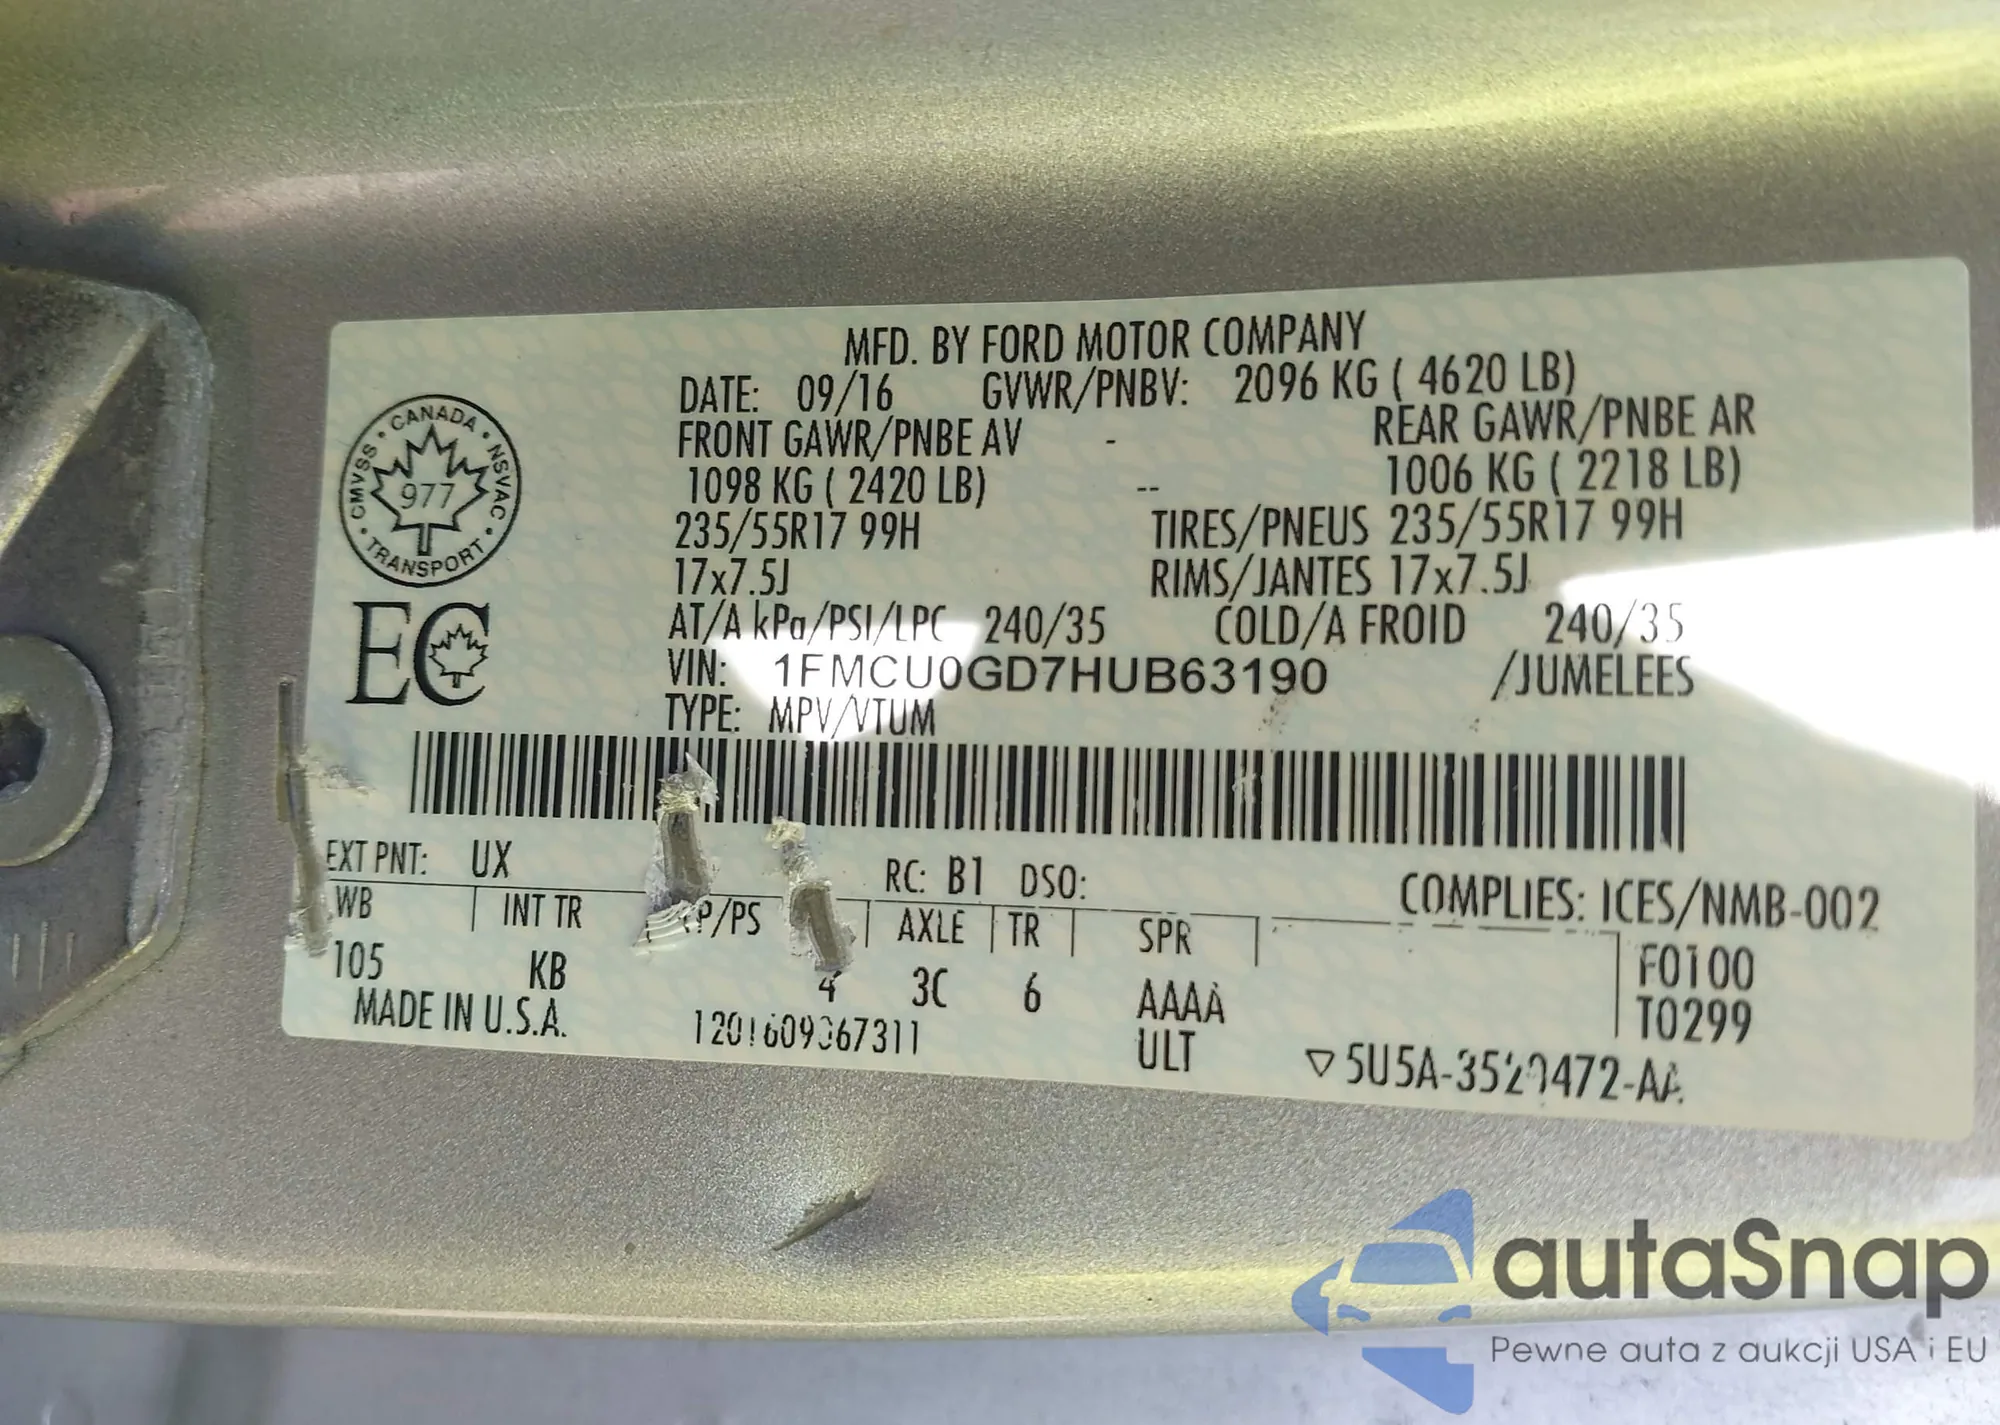 MFD. BY FORD MOTOR COMPANY
DATE: 09/16 GVWR/PNBV: 2096 KG ( 4620 LB)
FRONT GAWR/PNBE AV - REAR GAWR/PNBE AR
1098 KG ( 2420 LB) -- 1006 KG ( 2218 LB)
235/55R17 99H TIRES/PNEUS 235/55R17 99H
17x7.5J RIMS/JANTES 17x7.5J
AT/A kPa/PSI/LPC 240/35 COLD/A FROID 240/35
VIN: 1FMCU0GD7HUB63190 /JUMELEES
TYPE: MPV/VTUM
CANADA • NSVAC • TRANSPORT • CMVSS •
977
EC
EXT PNT: UX RC: B1 DSO: COMPLIES: ICES/NMB-002
WB INT TR P/PS AXLE TR SPR F0100
105 KB 4 3C 6 AAAA T0299
MADE IN U.S.A. ULT
autaSnap
Pewne auta z aukcji USA i EU